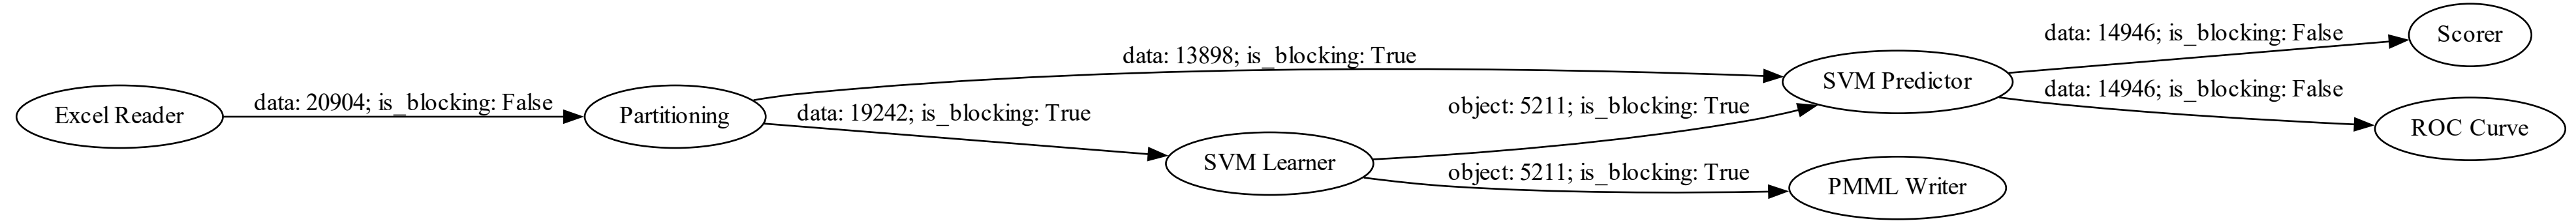 Excel Reader
data: 20904; is_blocking: False
Partitioning
data: 13898; is_blocking: True
data: 19242; is_blocking: True
SVM Learner
object: 5211; is_blocking: True
object: 5211; is_blocking: True
SVM Predictor
PMML Writer
data: 14946; is_blocking: False
data: 14946; is_blocking: False
Scorer
ROC Curve